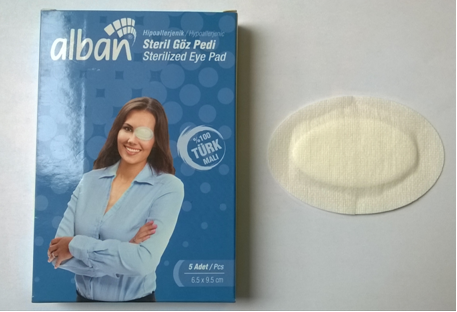 Hipoallerjenik / Hypoallergenic
alban
Steril Göz Pedi
Sterilized Eye Pad
%100
TÜRK
MALI
5 Adet / Pcs
6.5 x 9.5 cm